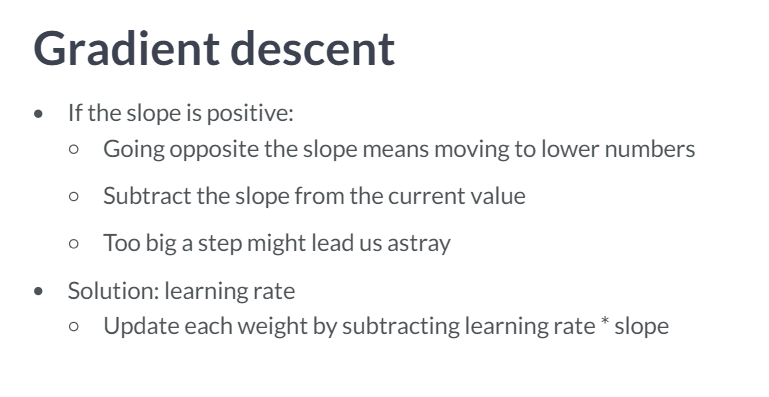 Gradient descent
• If the slope is positive:
○ Going opposite the slope means moving to lower numbers
○ Subtract the slope from the current value
○ Too big a step might lead us astray
• Solution: learning rate
○ Update each weight by subtracting learning rate * slope